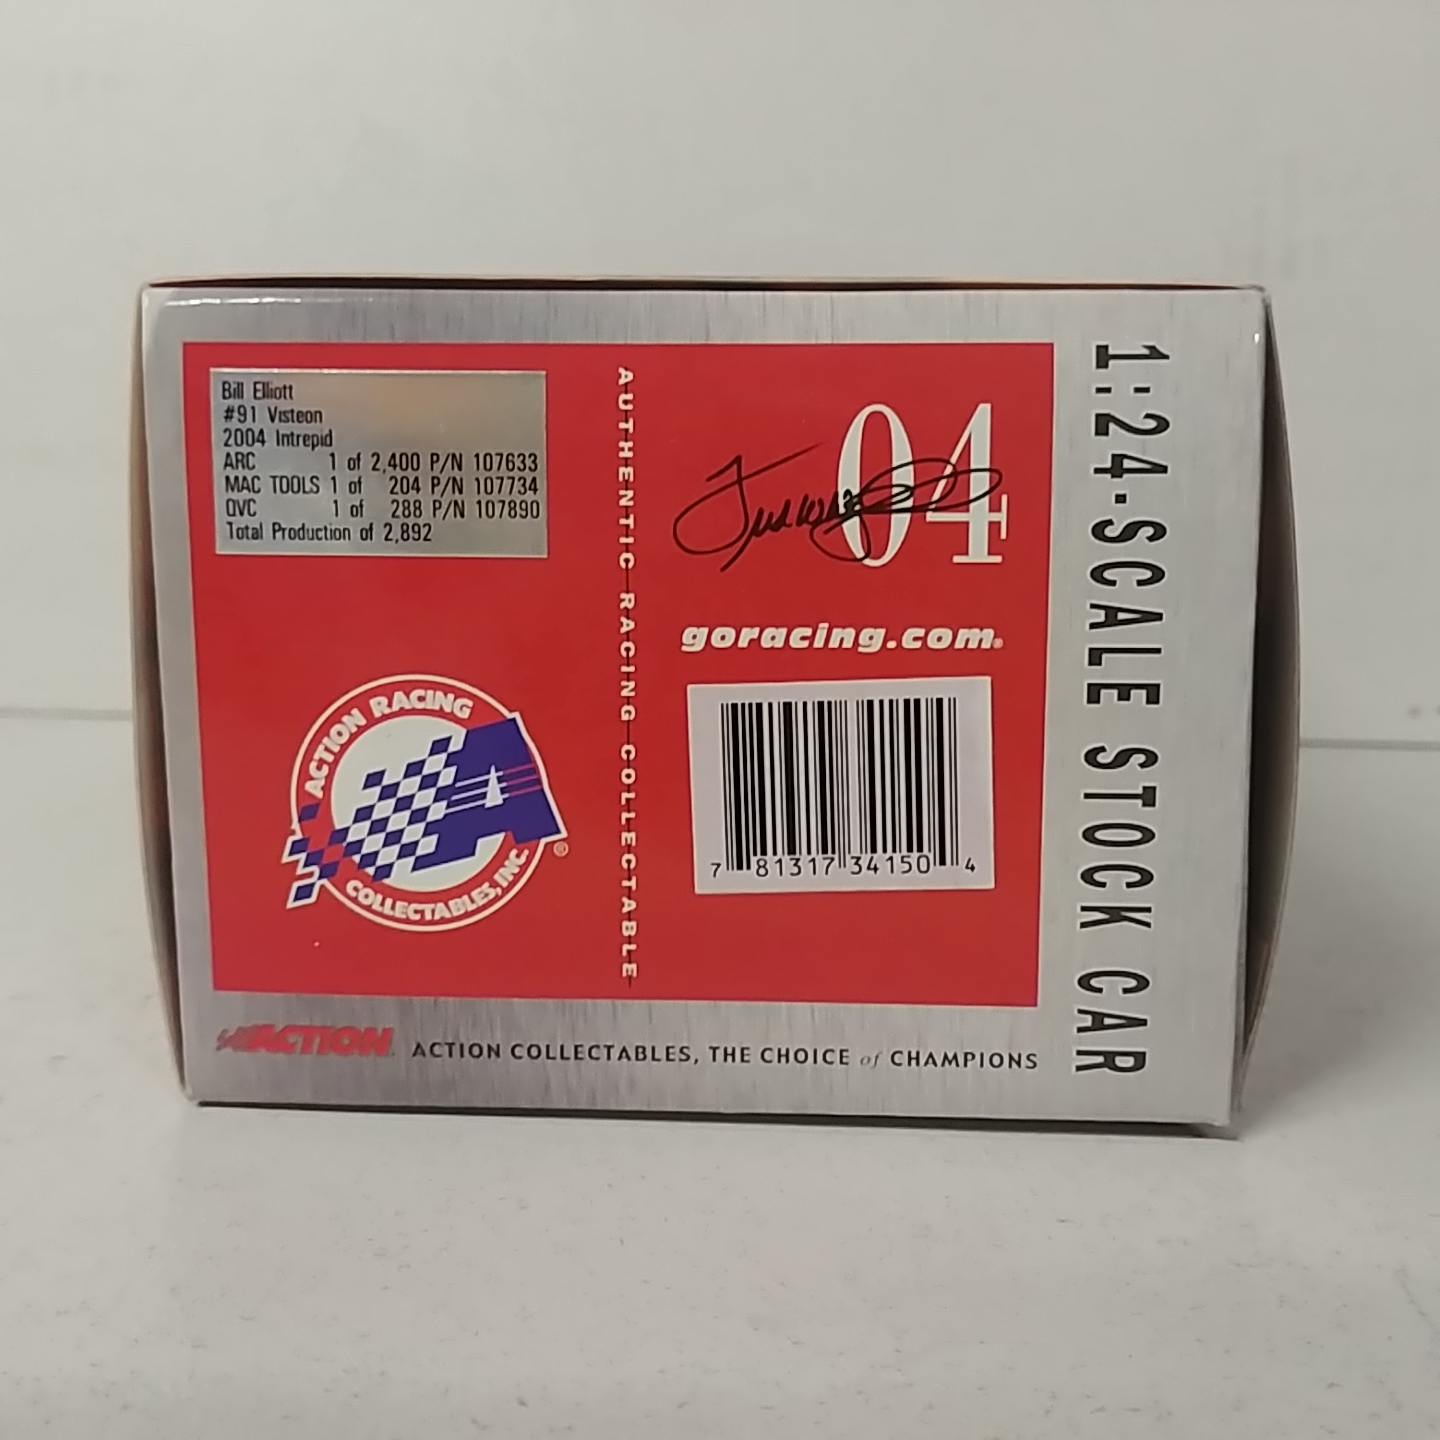 Bill Elliott
#91 Visteon
2004 Intrepid
ARC 1 of 2,400 P/N 107633
MAC TOOLS 1 of 204 P/N 107734
QVC 1 of 288 P/N 107890
Total Production of 2,892
ACTION RACING
COLLECTABLES, INC.
®
AUTHENTIC RACING COLLECTABLE
04
goracing.com®
7 81317 34150 4
1:24-SCALE STOCK CAR
ACTION
ACTION COLLECTABLES, THE CHOICE of CHAMPIONS